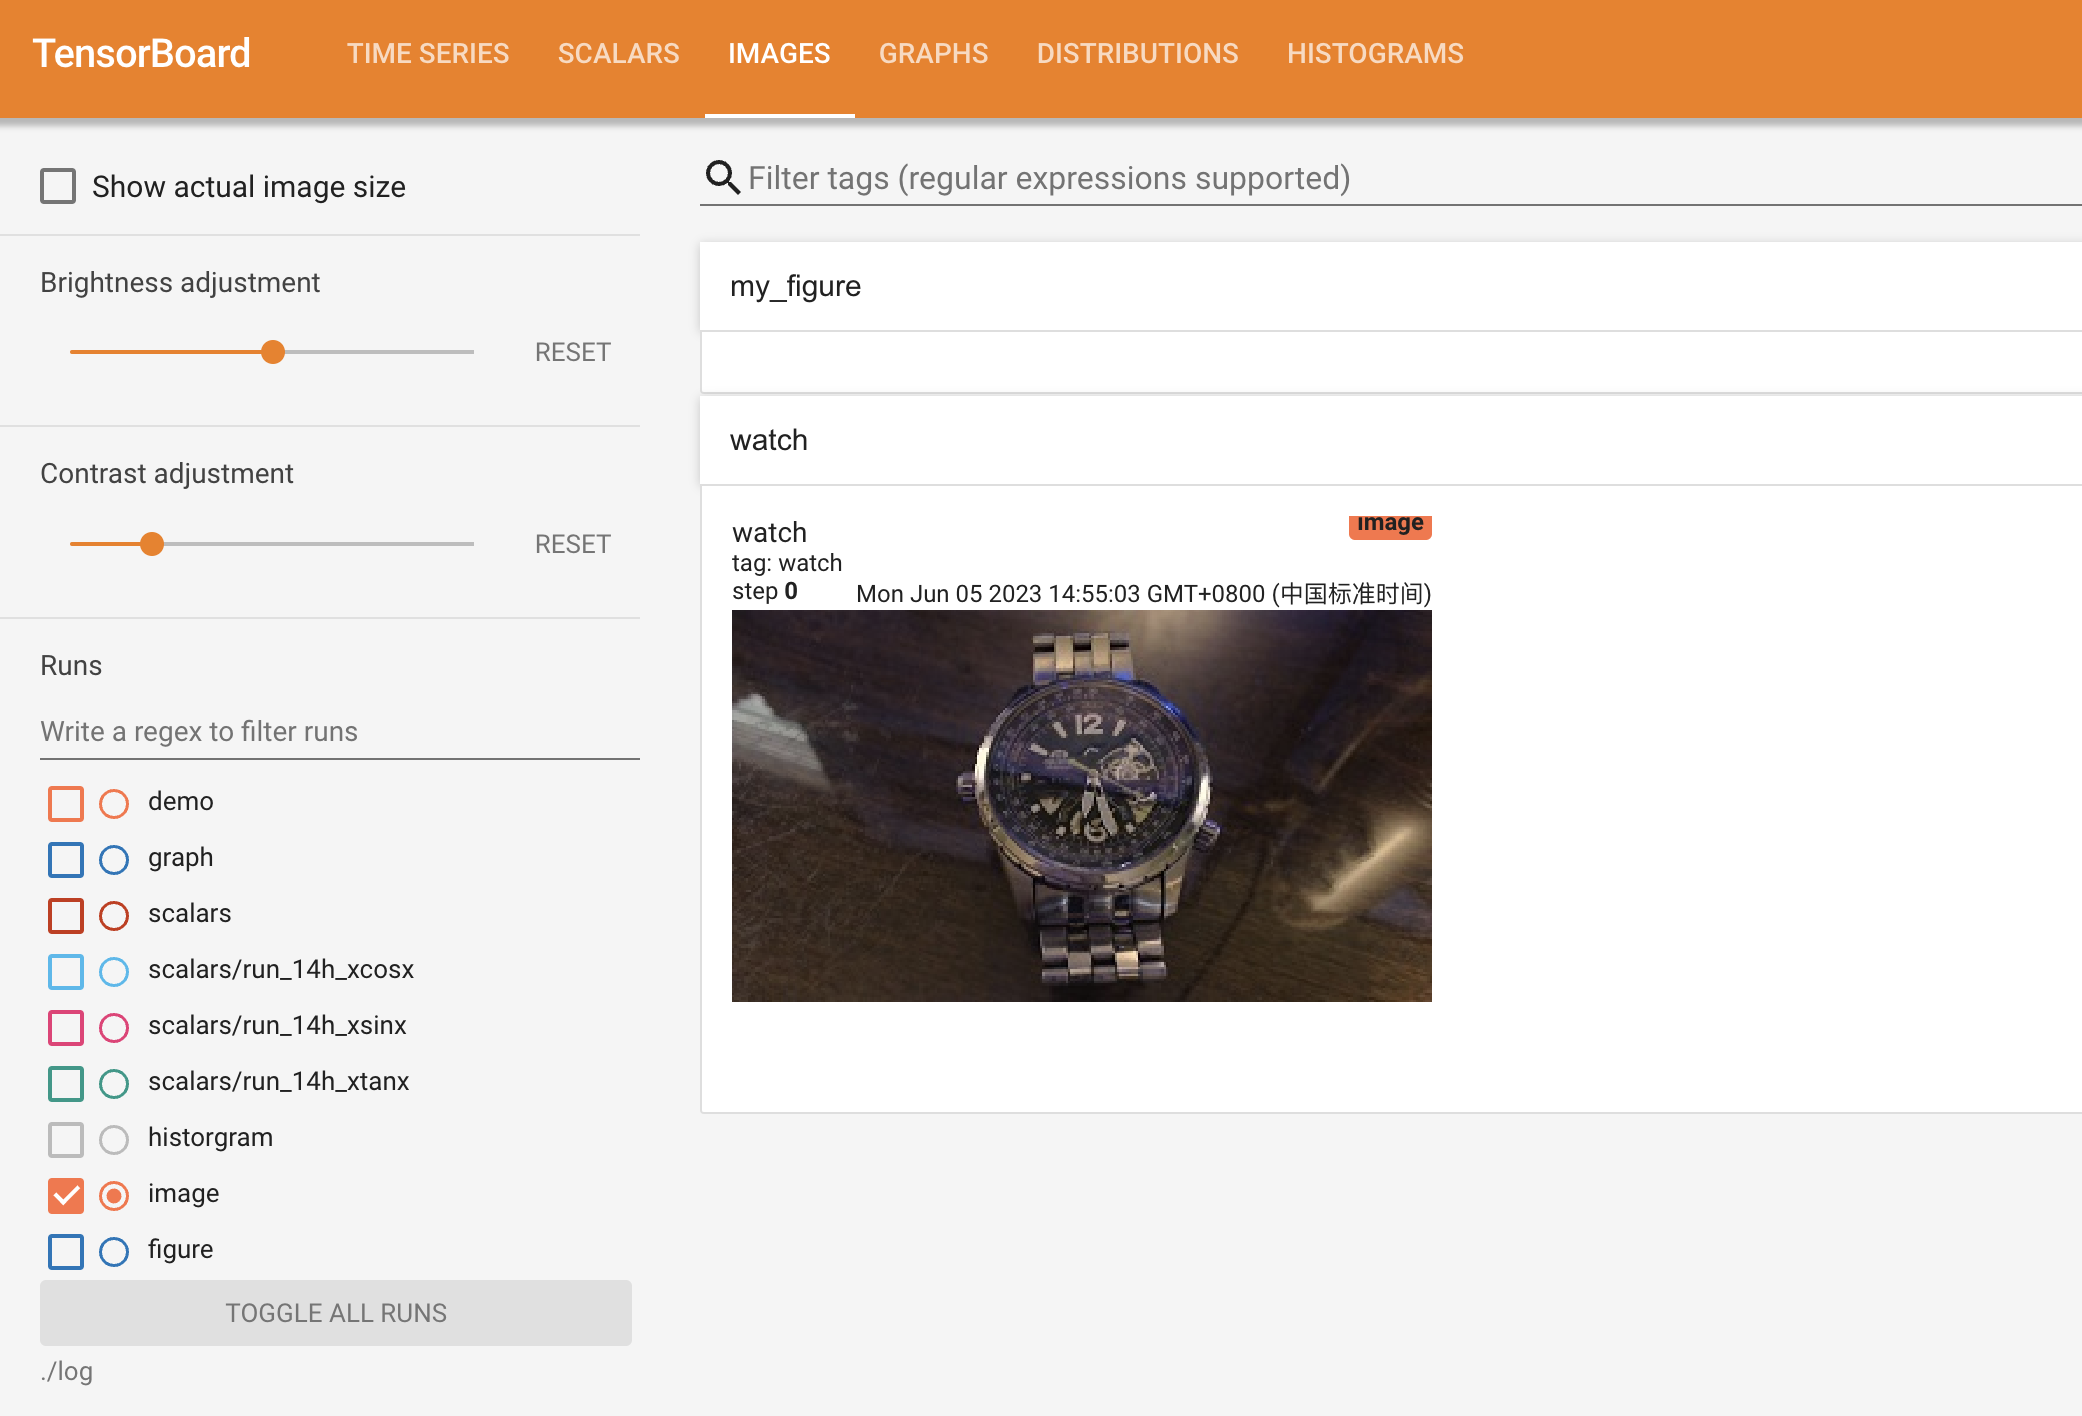 TensorBoard
TIME SERIES SCALARS IMAGES GRAPHS DISTRIBUTIONS HISTOGRAMS
Show actual image size
Brightness adjustment
RESET
Contrast adjustment
RESET
Runs
Write a regex to filter runs
demo
graph
scalars
scalars/run_14h_xcosx
scalars/run_14h_xsinx
scalars/run_14h_xtanx
historgram
image
figure
TOGGLE ALL RUNS
./log
Filter tags (regular expressions supported)
my_figure
watch
watch
image
tag: watch
step 0 Mon Jun 05 2023 14:55:03 GMT+0800 (中国标准时间)
12